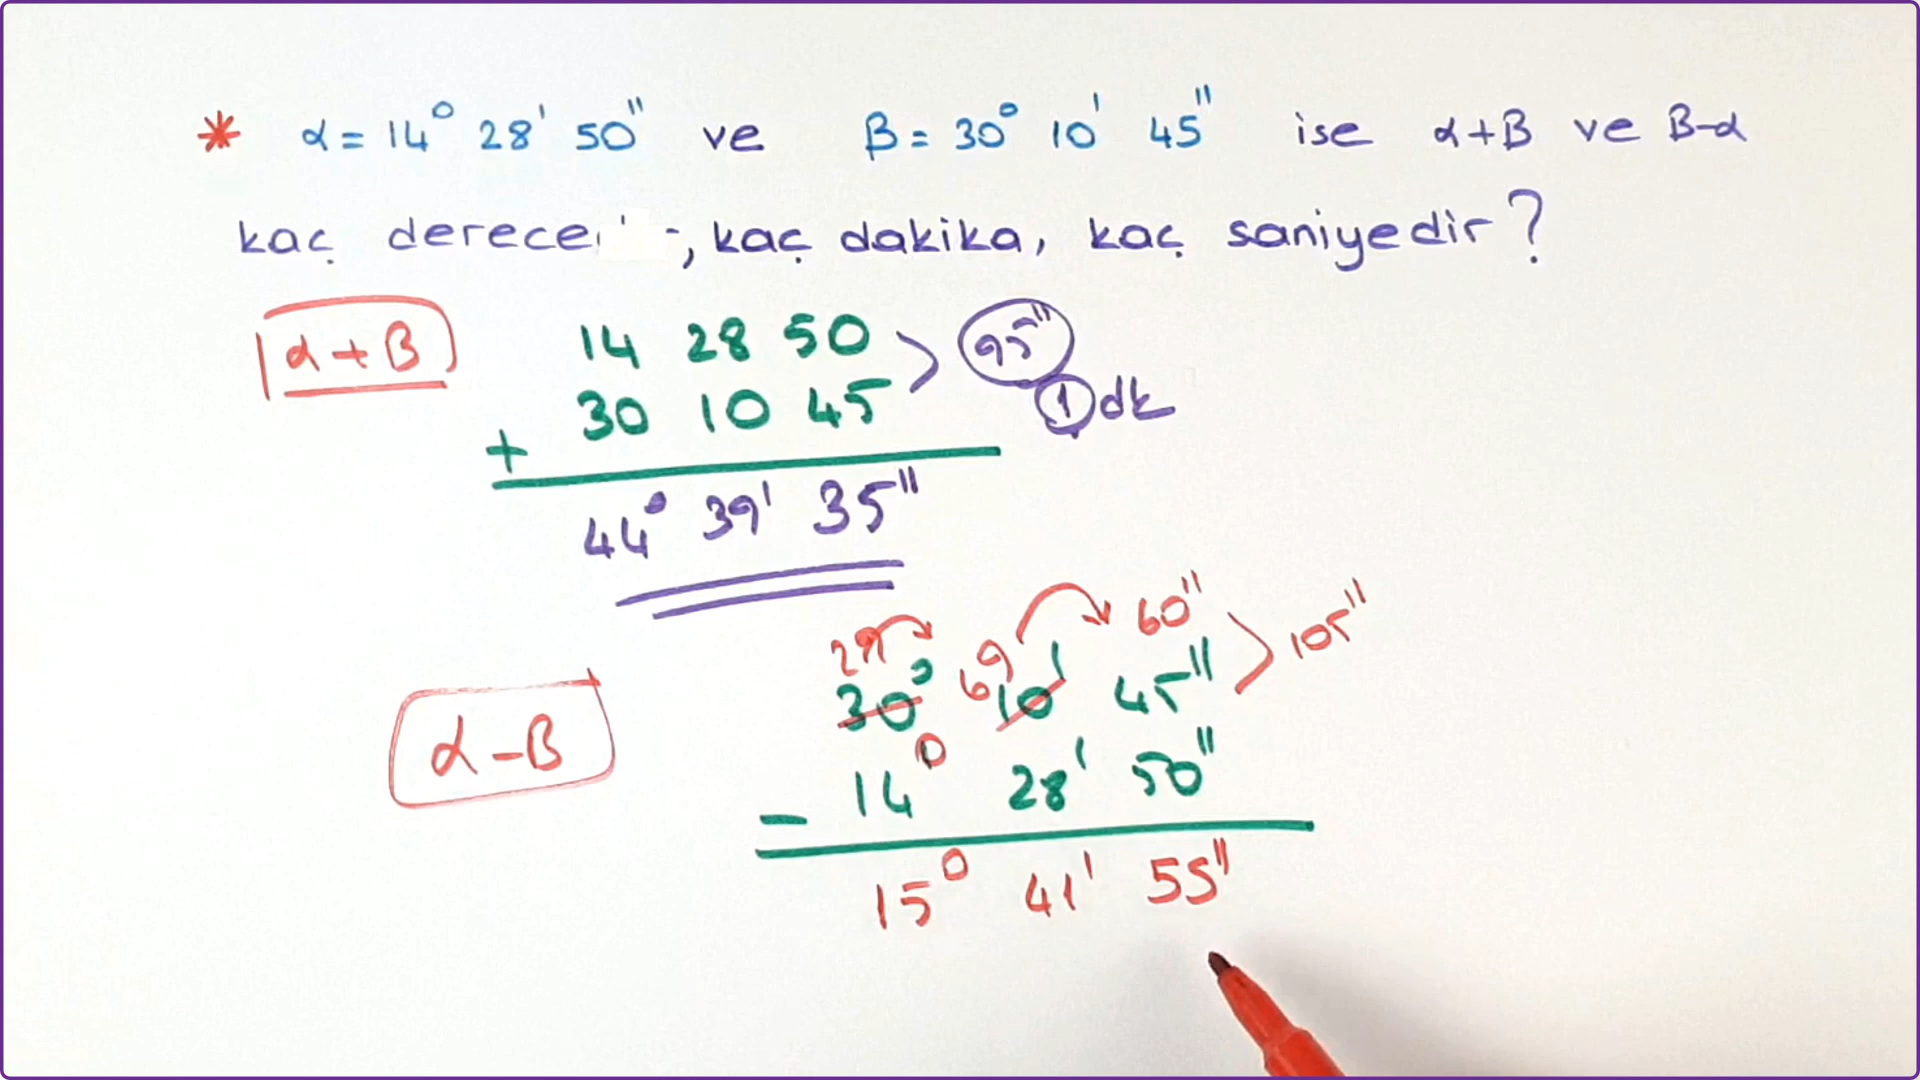 * α = 14° 28' 50" ve β = 30° 10' 45" ise α+β ve β-α
kaç , kaç dakika, kaç saniyedir?
α + β
14 28 50
95"
30 10 45
1 dk
+
44° 39' 35"
29 69 60"
30° 10' 45"
105"
α - β
14° 28' 50"
-
15° 41' 55"